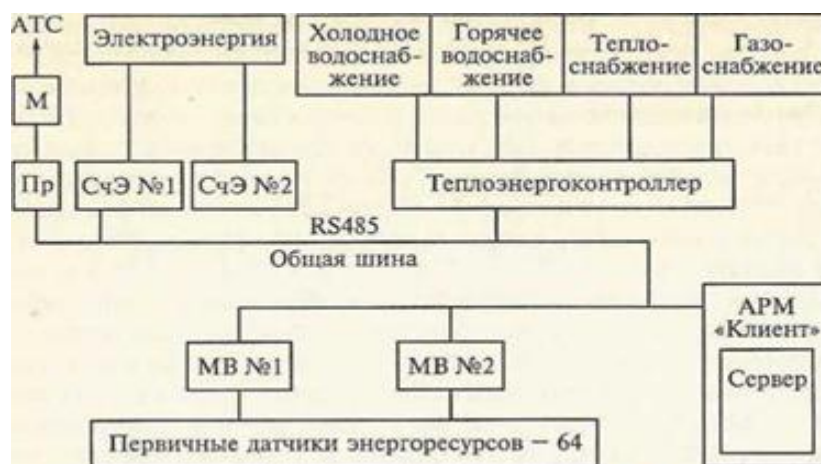 АТС
Электроэнергия
Холодное
водоснаб-
жение
Горячее
водоснаб-
жение
Тепло-
снабжение
Газо-
снабжение
М
Пр
СчЭ №1
СчЭ №2
Теплоэнергоконтроллер
RS485
Общая шина
МВ №1
МВ №2
АРМ
«Клиент»
Сервер
Первичные датчики энергоресурсов – 64